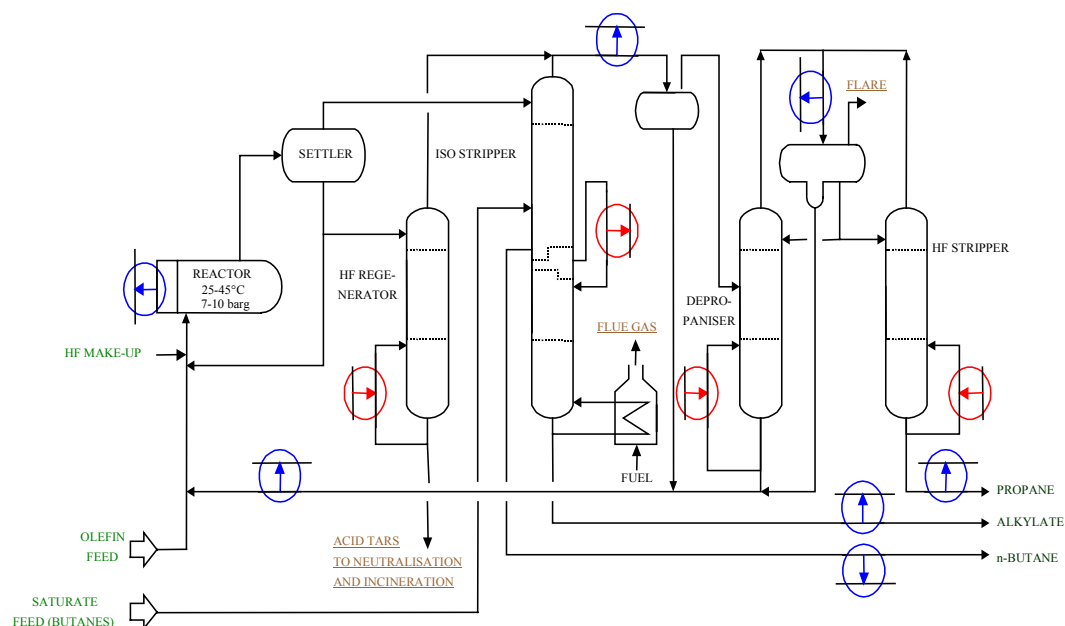 FLARE
SETTLER
ISO STRIPPER
HF STRIPPER
REACTOR
25-45°C
7-10 barg
HF REGE-
NERATOR
DEPRO-
PANISER
FLUE GAS
HF MAKE-UP
FUEL
PROPANE
ALKYLATE
n-BUTANE
OLEFIN
FEED
ACID TARS
TO NEUTRALISATION
AND INCINERATION
SATURATE
FEED (BUTANES)